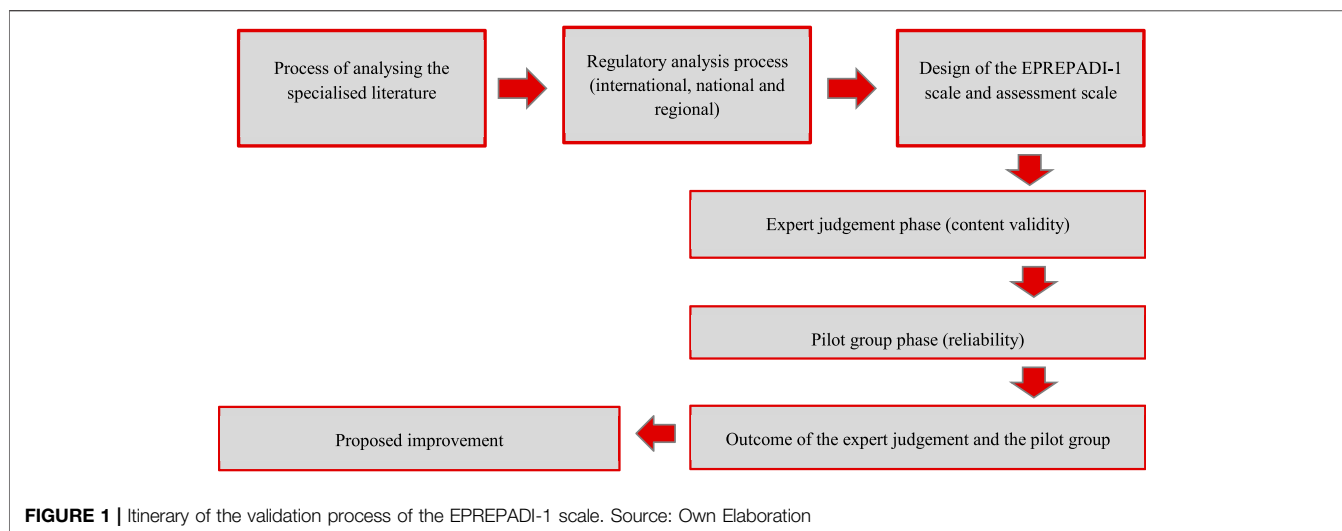 Process of analysing the
specialised literature
Regulatory analysis process
(international, national and
regional)
Design of the EPREPADI-1
scale and assessment scale
Expert judgement phase (content validity)
Pilot group phase (reliability)
Outcome of the expert judgement and the pilot group
Proposed improvement
FIGURE 1 | Itinerary of the validation process of the EPREPADI-1 scale. Source: Own Elaboration